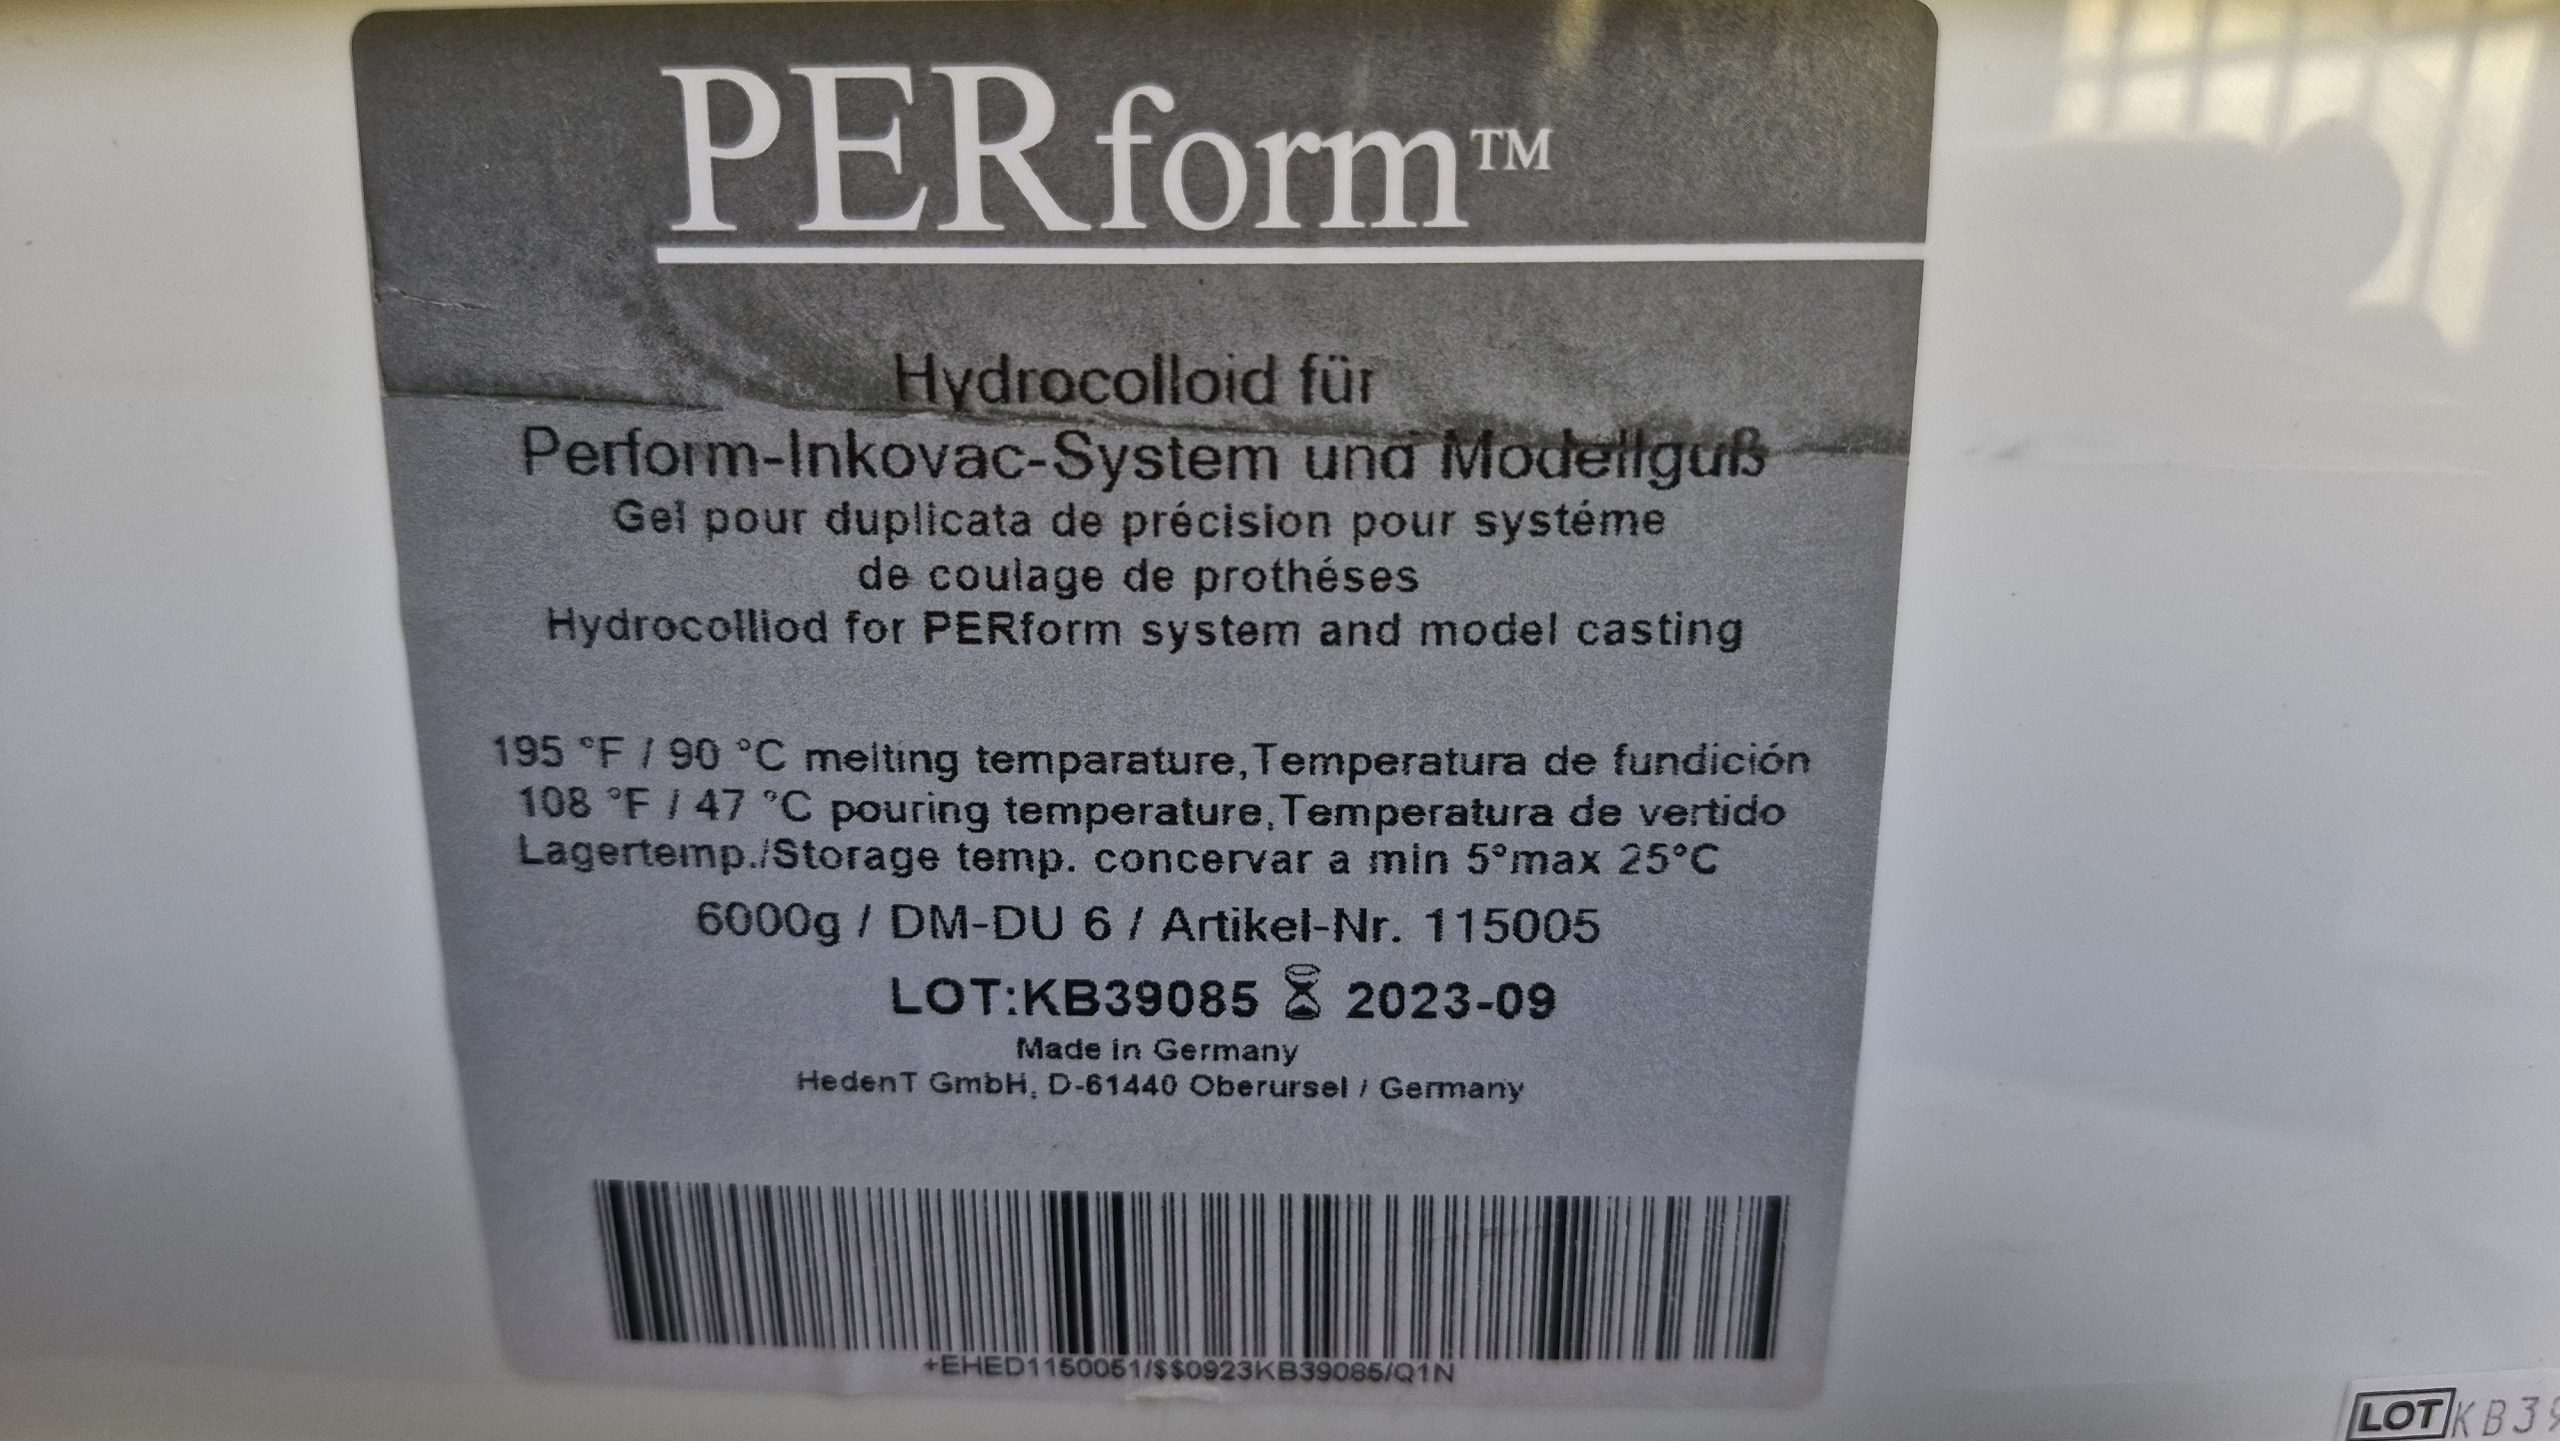 PERform™
Hydrocolloid für
Perform-Inkovac-System und Modellguß
Gel pour duplicata de précision pour systéme
de coulage de prothéses
Hydrocolliod for PERform system and model casting
195 °F / 90 °C melting temparature,Temperatura de fundición
108 °F / 47 °C pouring temperature,Temperatura de vertido
Lagertemp./Storage temp. concervar a min 5°max 25°C
6000g / DM-DU 6 / Artikel-Nr. 115005
LOT:KB39085 ⌛ 2023-09
Made in Germany
HedenT GmbH, D-61440 Oberursel / Germany
+EHED1150051/$$0923KB39085/Q1N
LOT KB39